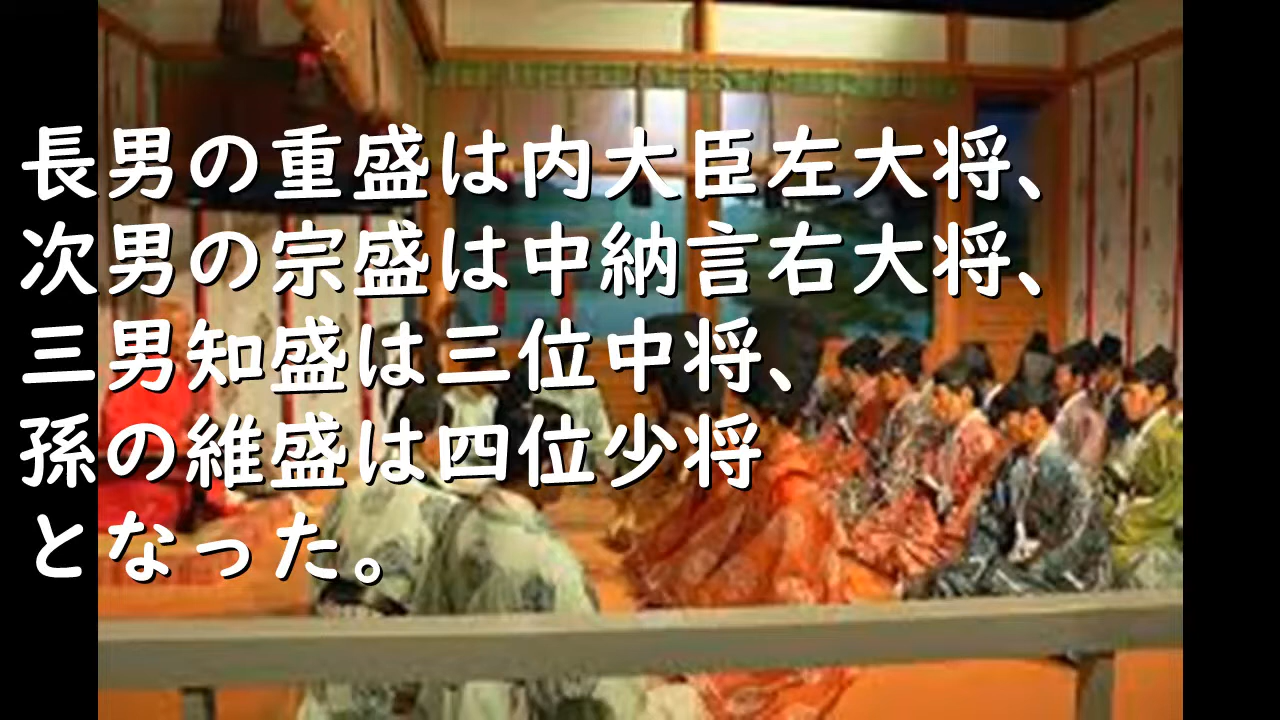 長男の重盛は内大臣左大将、
次男の宗盛は中納言右大将、
三男知盛は三位中将、
孫の維盛は四位少将
となった。